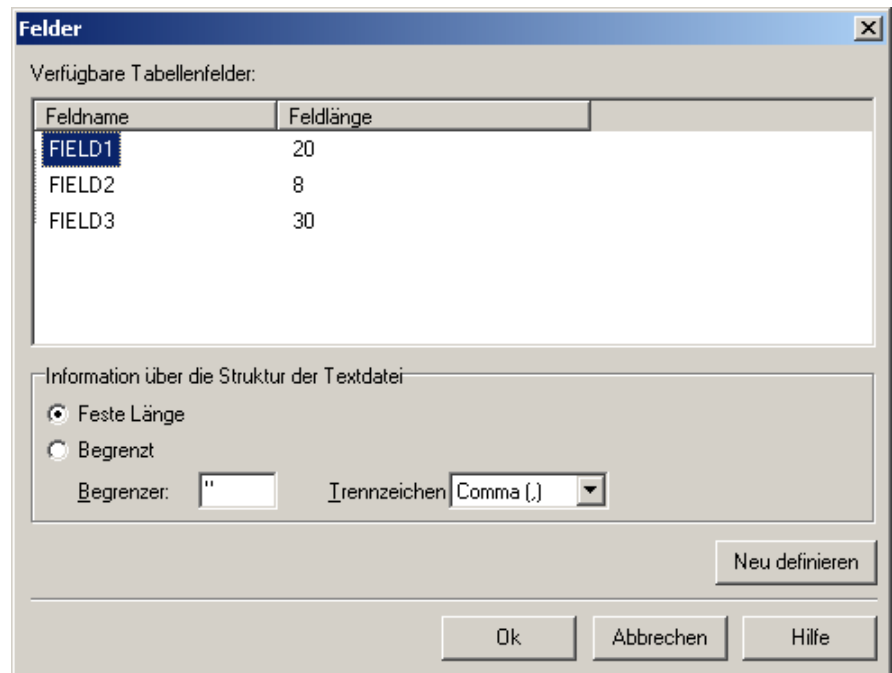 Felder
Verfügbare Tabellenfelder:
Feldname Feldlänge
FIELD1 20
FIELD2 8
FIELD3 30
Information über die Struktur der Textdatei
Feste Länge
Begrenzt
Begrenzer: " Trennzeichen Comma (,)
Neu definieren
Ok Abbrechen Hilfe